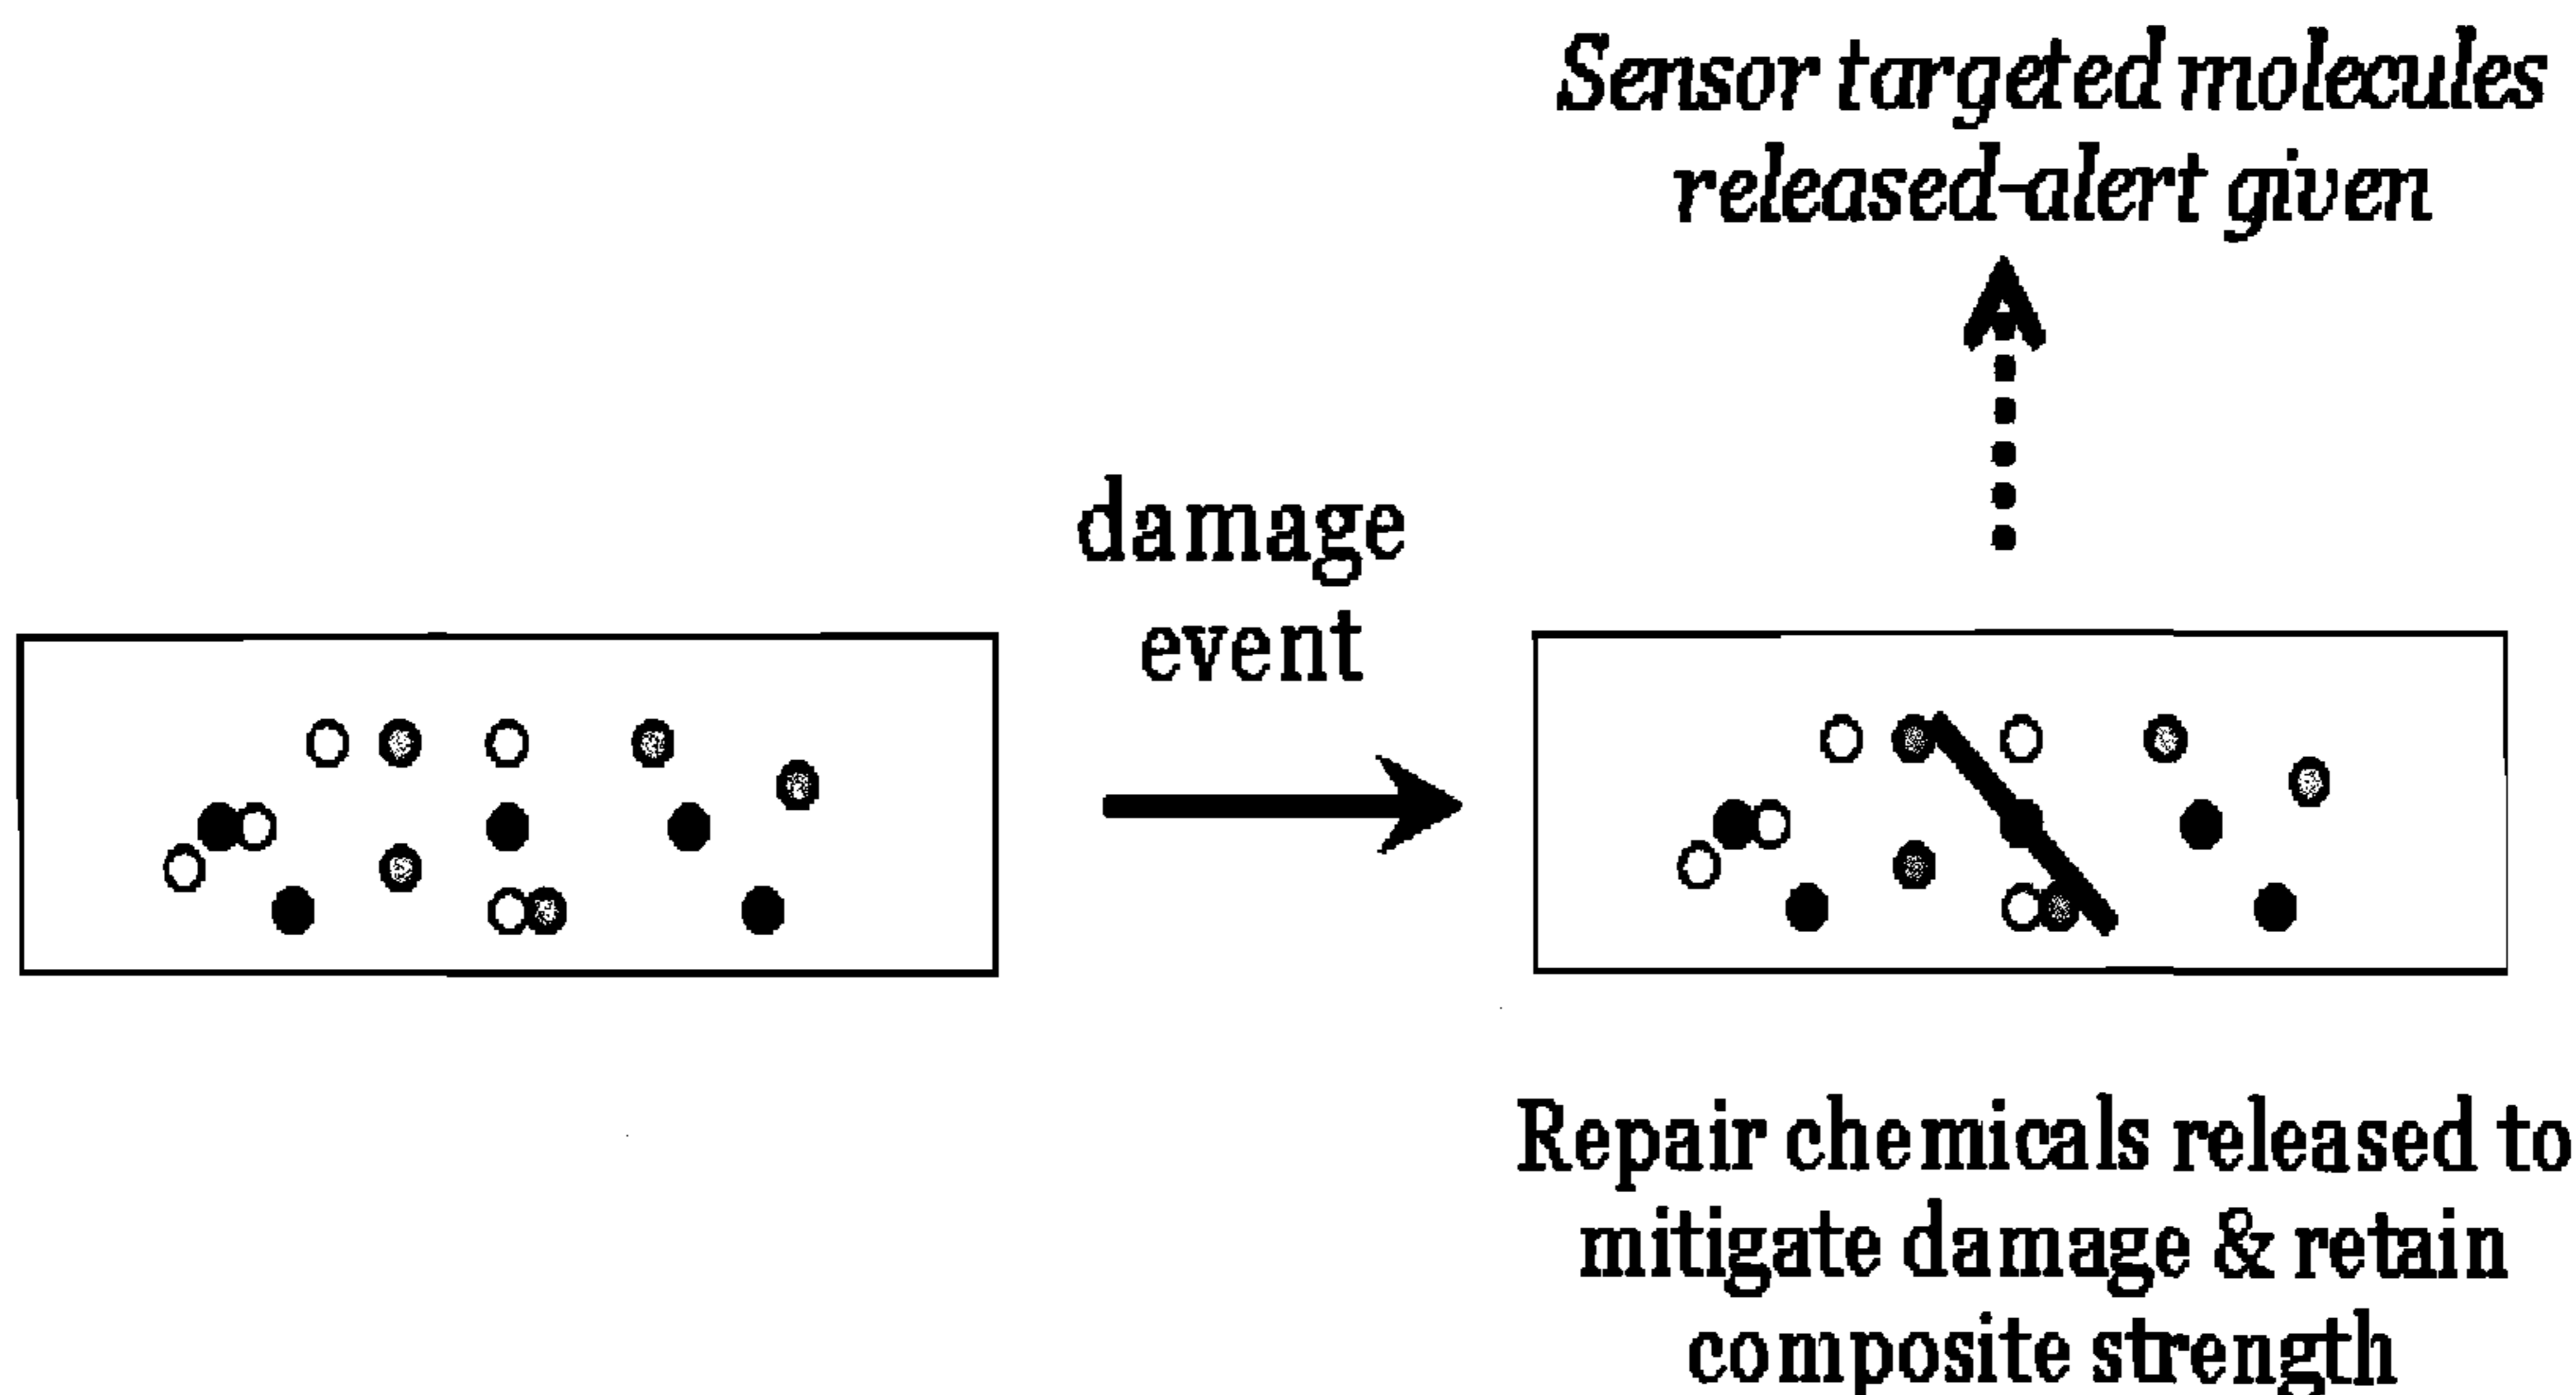 Sensor targeted molecules
released-alert given
damage
event
Repair chemicals released to
mitigate damage & retain
composite strength